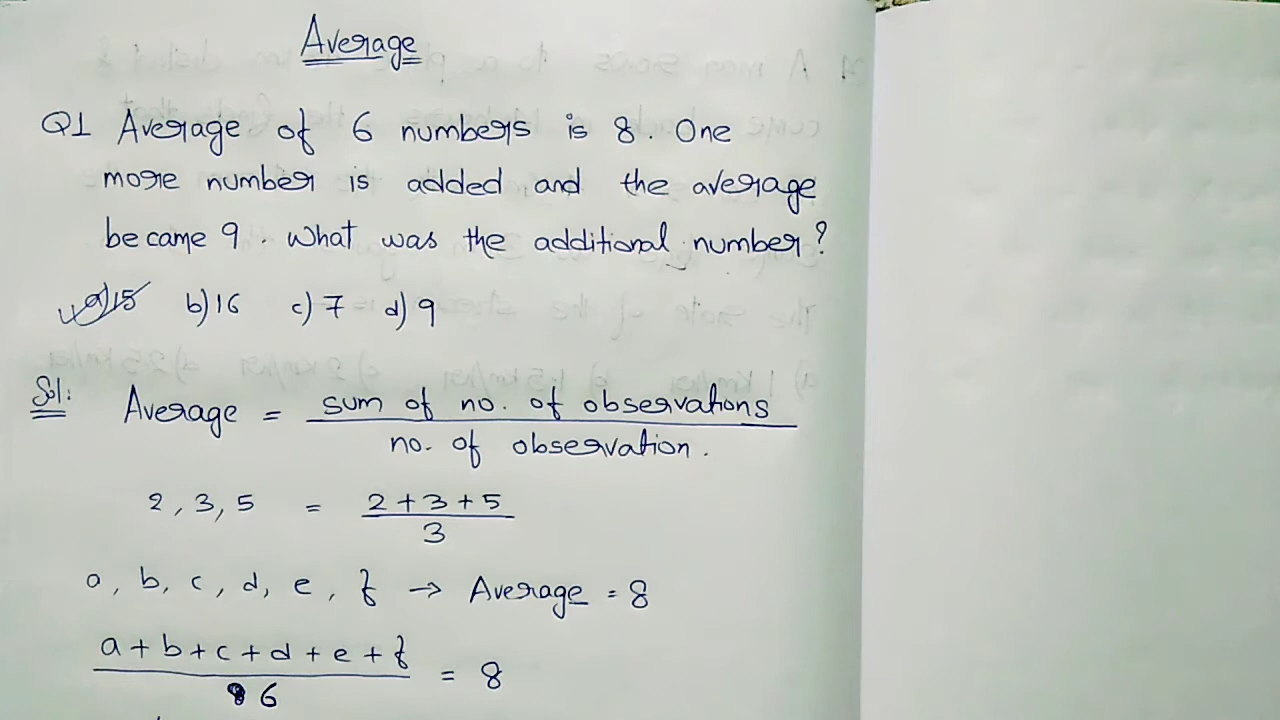 Average
Q1 Average of 6 numbers is 8. One
more number is added and the average
became 9. What was the additional number?
a) 15 b) 16 c) 7 d) 9
Sol:
Average = sum of no. of observations
no. of observation.
2, 3, 5 = 2+3+5
3
a, b, c, d, e, f → Average = 8
a + b + c + d + e + f
6 = 8